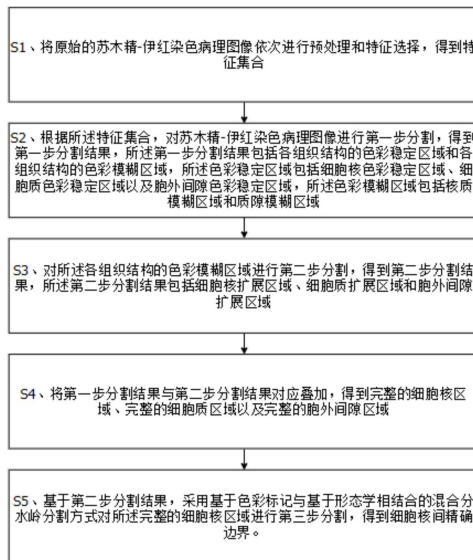 S1、将原始的苏木精-伊红染色病理图像依次进行预处理和特征选择，得到特
征集合
S2、根据所述特征集合，对苏木精-伊红染色病理图像进行第一步分割，得到
第一步分割结果，所述第一步分割结果包括各组织结构的色彩稳定区域和各
组织结构的色彩模糊区域，所述色彩稳定区域包括细胞核色彩稳定区域、细
胞质色彩稳定区域以及胞外间隙色彩稳定区域，所述色彩模糊区域包括核质
模糊区域和质隙模糊区域
S3、对所述各组织结构的色彩模糊区域进行第二步分割，得到第二步分割结
果，所述第二步分割结果包括细胞核扩展区域、细胞质扩展区域和胞外间隙
扩展区域
S4、将第一步分割结果与第二步分割结果对应叠加，得到完整的细胞核区
域、完整的细胞质区域以及完整的胞外间隙区域
S5、基于第二步分割结果，采用基于色彩标记与基于形态学相结合的混合分
水岭分割方式对所述完整的细胞核区域进行第三步分割，得到细胞核间精确
边界。